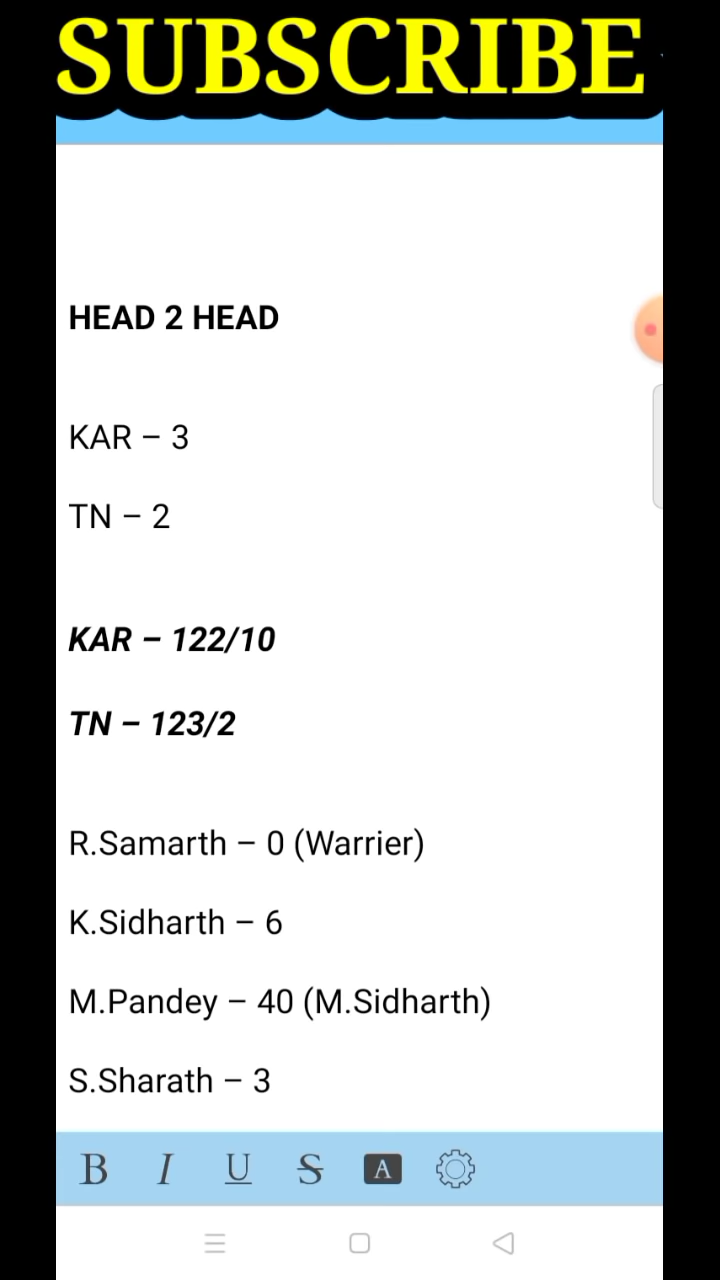 SUBSCRIBE
HEAD 2 HEAD
KAR – 3
TN – 2
KAR – 122/10
TN – 123/2
R.Samarth – 0 (Warrier)
K.Sidharth – 6
M.Pandey – 40 (M.Sidharth)
S.Sharath – 3
B I U S A